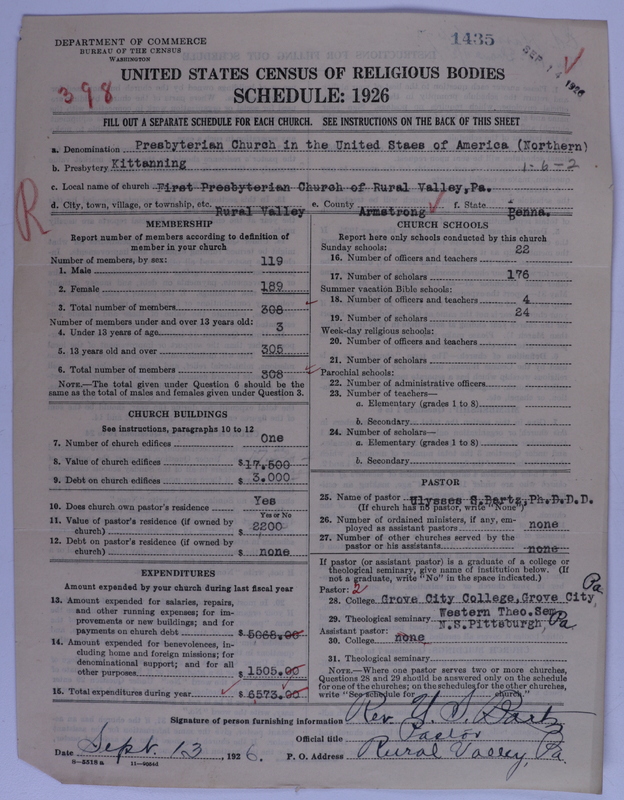 1435
SEP 14 1926
DEPARTMENT OF COMMERCE
BUREAU OF THE CENSUS
WASHINGTON
UNITED STATES CENSUS OF RELIGIOUS BODIES
398
SCHEDULE: 1926
FILL OUT A SEPARATE SCHEDULE FOR EACH CHURCH. SEE INSTRUCTIONS ON THE BACK OF THIS SHEET
a. Denomination Presbyterian Church in the United Staes of America (Northern)
b. Presbytery Kittanning 1-6-2
c. Local name of church First Presbyterian Church of Rural Valley, Pa.
R
d. City, town, village, or township, etc. Rural Valley e. County Armstrong f. State Penna.
MEMBERSHIP
Report number of members according to definition of
member in your church
Number of members, by sex:
1. Male 119
2. Female 189
3. Total number of members 308
Number of members under and over 13 years old:
4. Under 13 years of age 3
5. 13 years old and over 305
6. Total number of members 308
NOTE.—The total given under Question 6 should be the
same as the total of males and females given under Question 3.
CHURCH BUILDINGS
See instructions, paragraphs 10 to 12
7. Number of church edifices One
8. Value of church edifices $17.500
9. Debt on church edifices $ 3.000
10. Does church own pastor's residence? Yes
Yes or No
11. Value of pastor's residence (if owned by
church) $ 2200
12. Debt on pastor's residence (if owned by
church) $ none
EXPENDITURES
Amount expended by your church during last fiscal year
13. Amount expended for salaries, repairs,
and other running expenses; for im-
provements or new buildings; and for
payments on church debt $ 5068.00
14. Amount expended for benevolences, in-
cluding home and foreign missions; for
denominational support; and for all
other purposes $ 1505.00
15. Total expenditures during year $ 6573.00
CHURCH SCHOOLS
Report here only schools conducted by this church
Sunday schools:
16. Number of officers and teachers 22
17. Number of scholars 176
Summer vacation Bible schools:
18. Number of officers and teachers 4
19. Number of scholars 24
Week-day religious schools:
20. Number of officers and teachers
21. Number of scholars
Parochial schools:
22. Number of administrative officers
23. Number of teachers—
a. Elementary (grades 1 to 8)
b. Secondary
24. Number of scholars—
a. Elementary (grades 1 to 8)
b. Secondary
PASTOR
25. Name of pastor Ulysses S. Bartz, Ph.D.D.D.
(If church has no pastor, write "None")
26. Number of ordained ministers, if any, em-
ployed as assistant pastors none
27. Number of other churches served by the
pastor or his assistants none
If pastor (or assistant pastor) is a graduate of a college or
theological seminary, give name of institution below. (If
not a graduate, write "No" in the space indicated.)
Pastor: 2
28. College Grove City College, Grove City, Pa.
29. Theological seminary Western Theo. Sem. N.S. Pittsburgh, Pa
Assistant pastor:
30. College none
31. Theological seminary
NOTE.—Where one pastor serves two or more churches,
Questions 28 and 29 should be answered only on the schedule
for one of the churches; on the schedules for the other churches,
write "See schedule for church."
Signature of person furnishing information Rev. U. S. Bartz
Official title Pastor
Date Sept. 13, 1926. P. O. Address Rural Valley, Pa.
8-5518 a